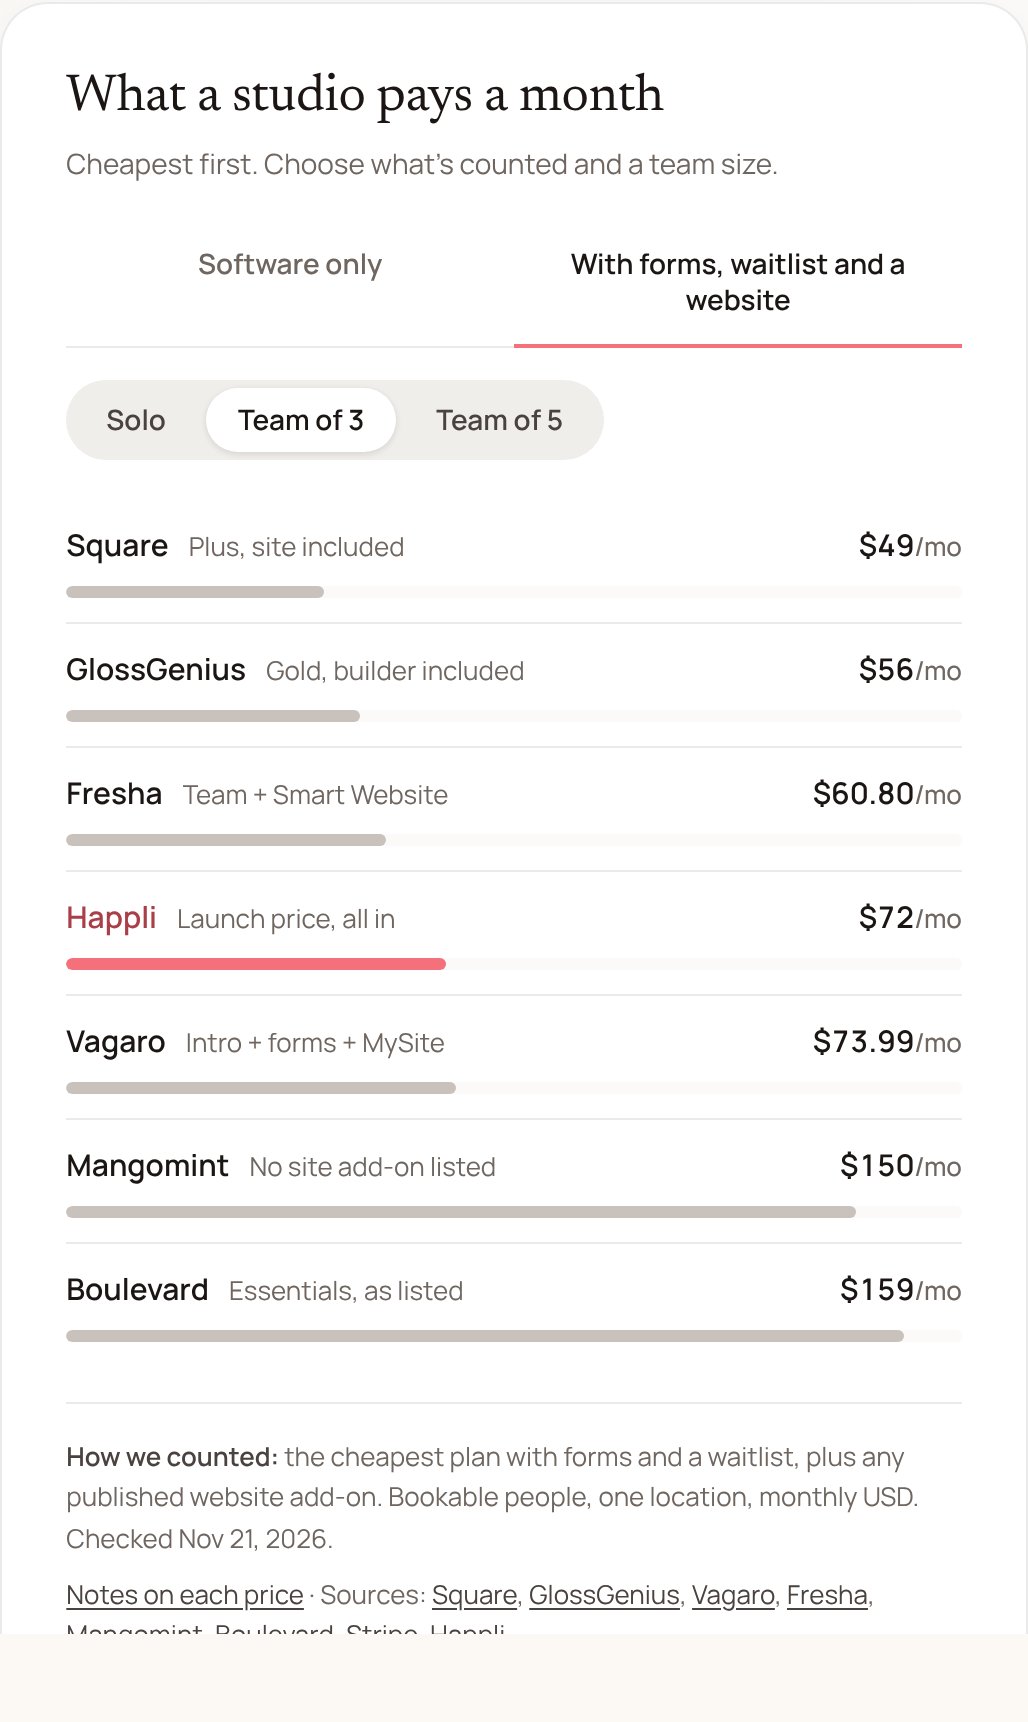 What a studio pays a month
Cheapest first. Choose what's counted and a team size.
Software only
With forms, waitlist and a
website
Solo
Team of 3
Team of 5
Square Plus, site included $49/mo
GlossGenius Gold, builder included $56/mo
Fresha Team + Smart Website $60.80/mo
Happli Launch price, all in $72/mo
Vagaro Intro + forms + MySite $73.99/mo
Mangomint No site add-on listed $150/mo
Boulevard Essentials, as listed $159/mo
How we counted: the cheapest plan with forms and a waitlist, plus any
published website add-on. Bookable people, one location, monthly USD.
Checked Nov 21, 2026.
Notes on each price · Sources: Square, GlossGenius, Vagaro, Fresha,
Mangomint, Boulevard, Stripe, Happli